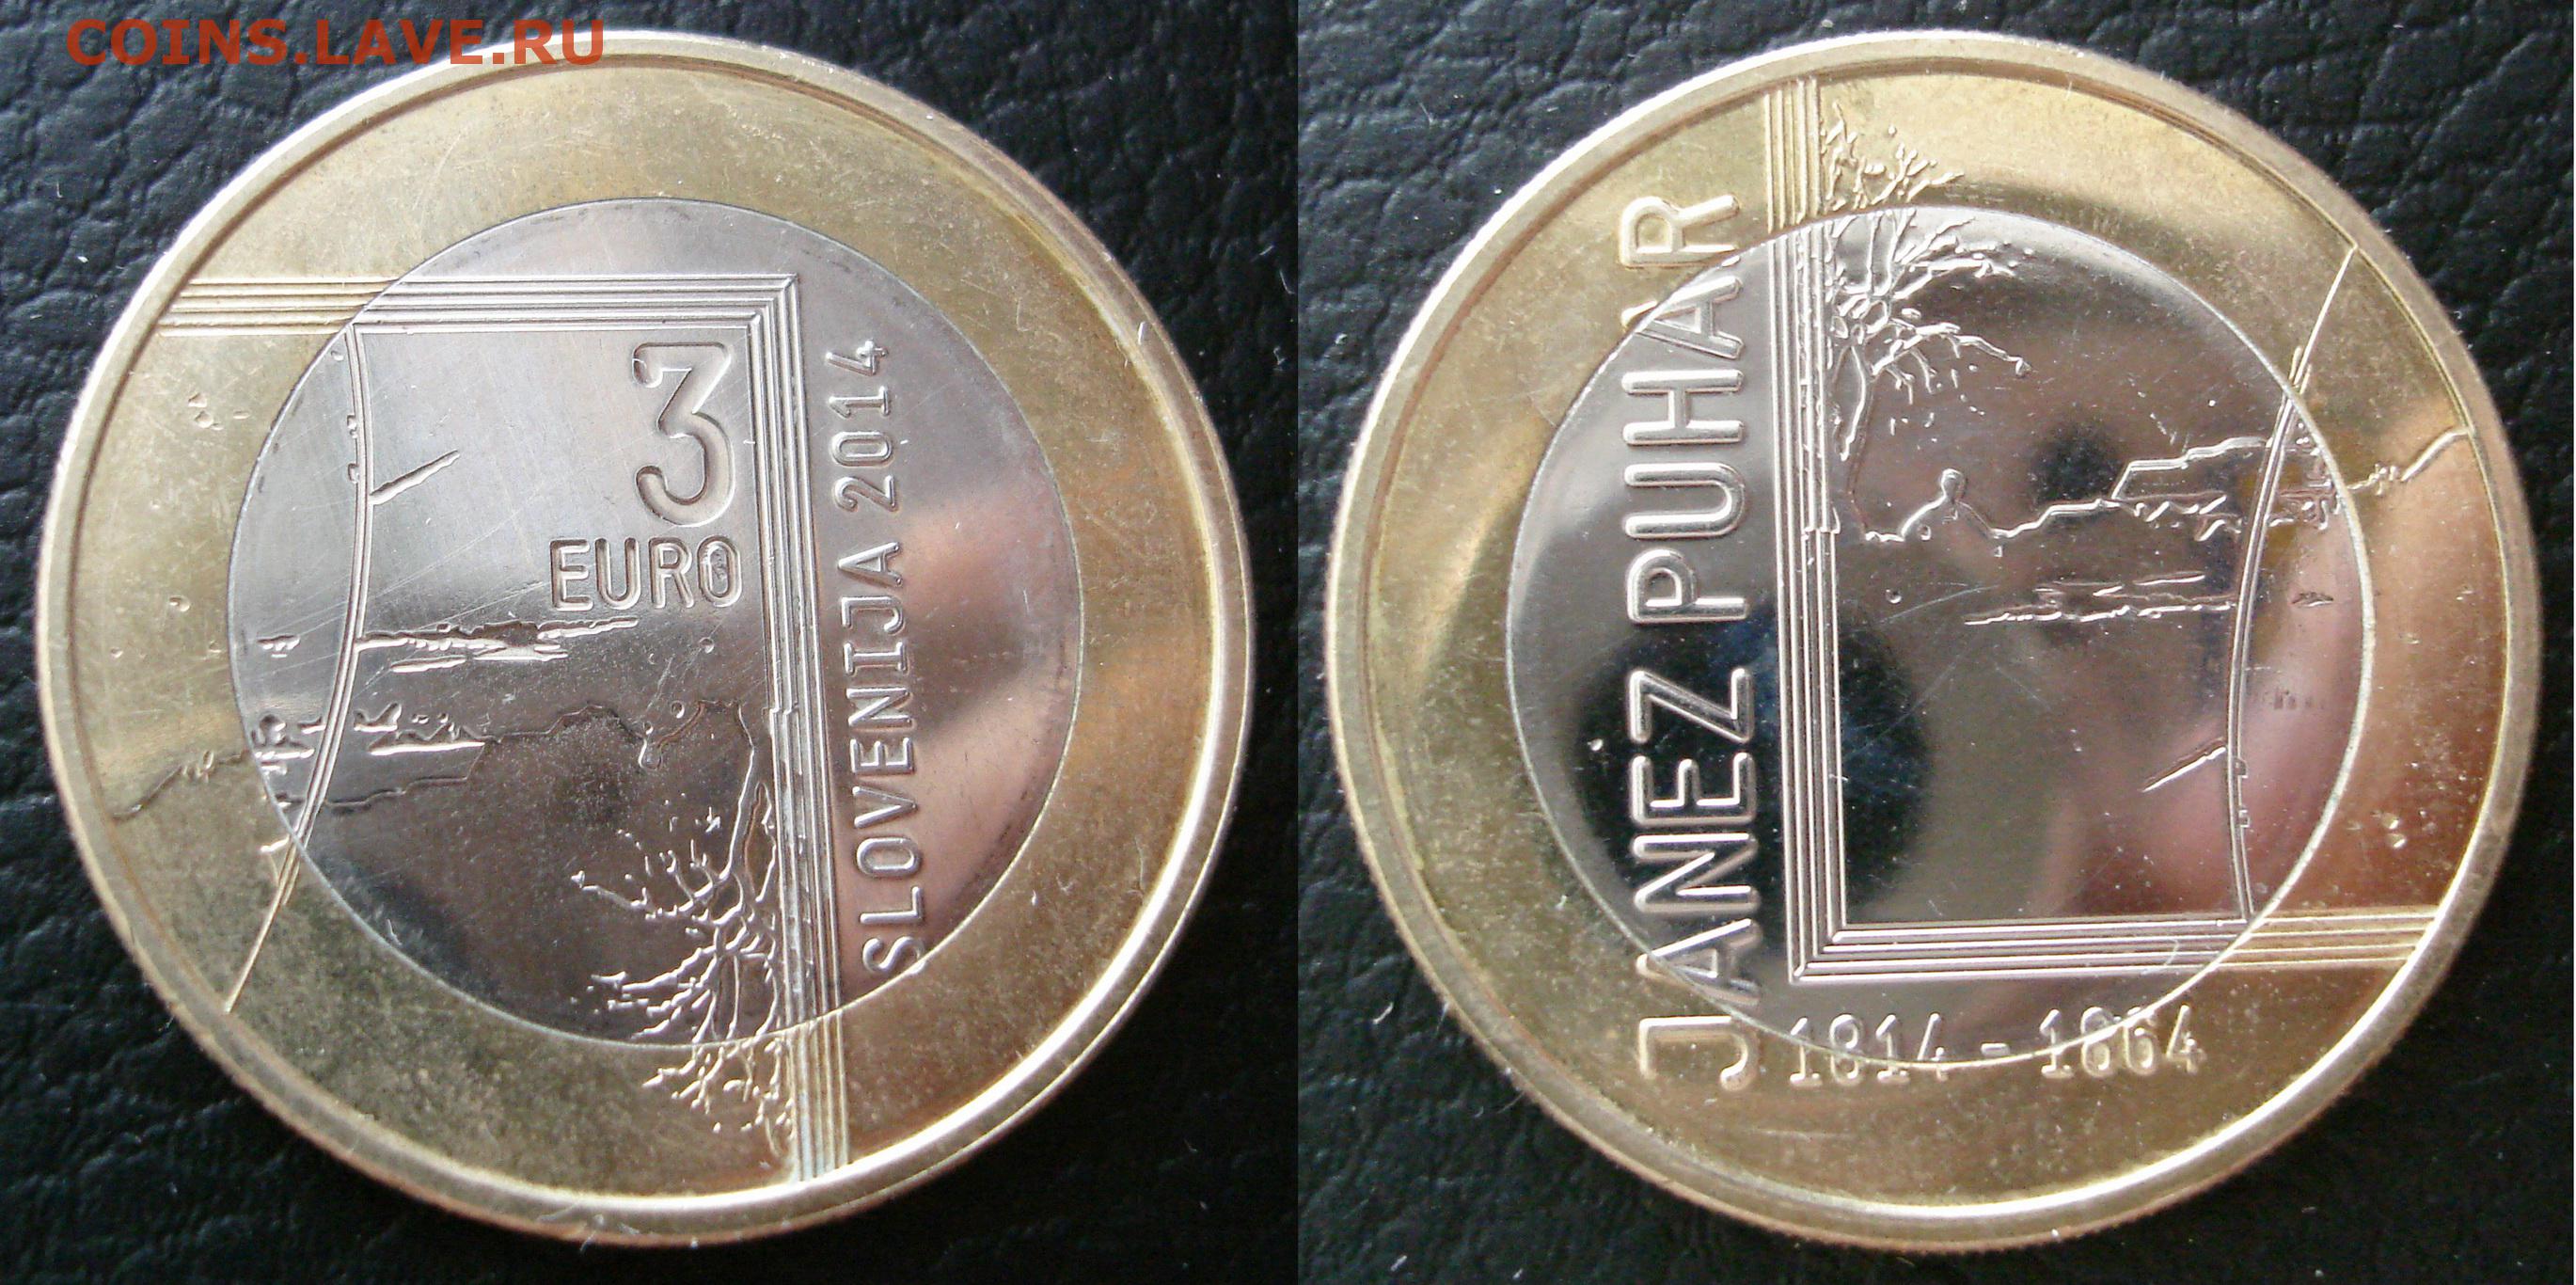 COINS.LAVE.RU
3
EURO
SLOVENIJA 2014
JANEZ PUHAR
1814 - 1864